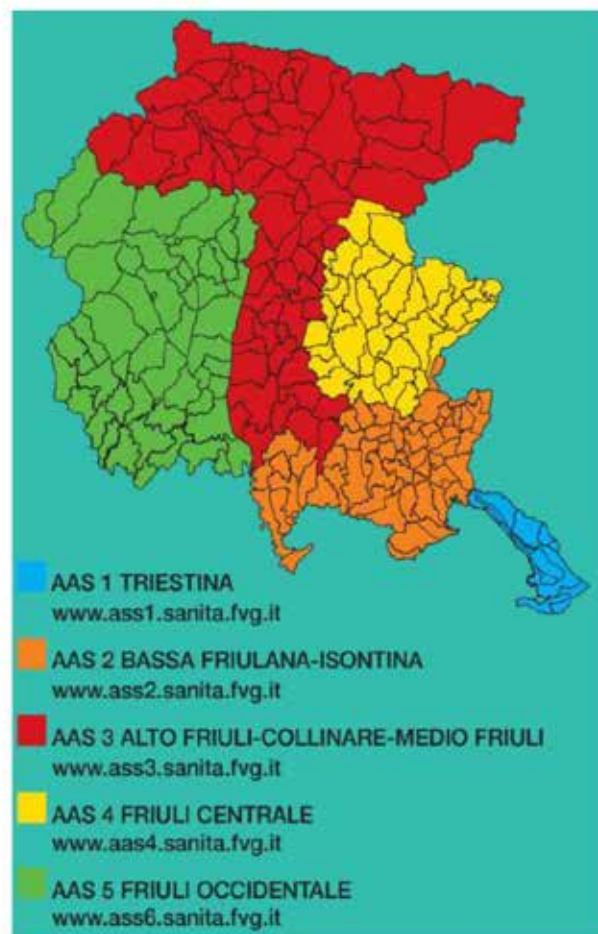 AAS 1 TRIESTINA
www.ass1.sanita.fvg.it
AAS 2 BASSA FRIULANA-ISONTINA
www.ass2.sanita.fvg.it
AAS 3 ALTO FRIULI-COLLINARE-MEDIO FRIULI
www.ass3.sanita.fvg.it
AAS 4 FRIULI CENTRALE
www.aas4.sanita.fvg.it
AAS 5 FRIULI OCCIDENTALE
www.ass6.sanita.fvg.it